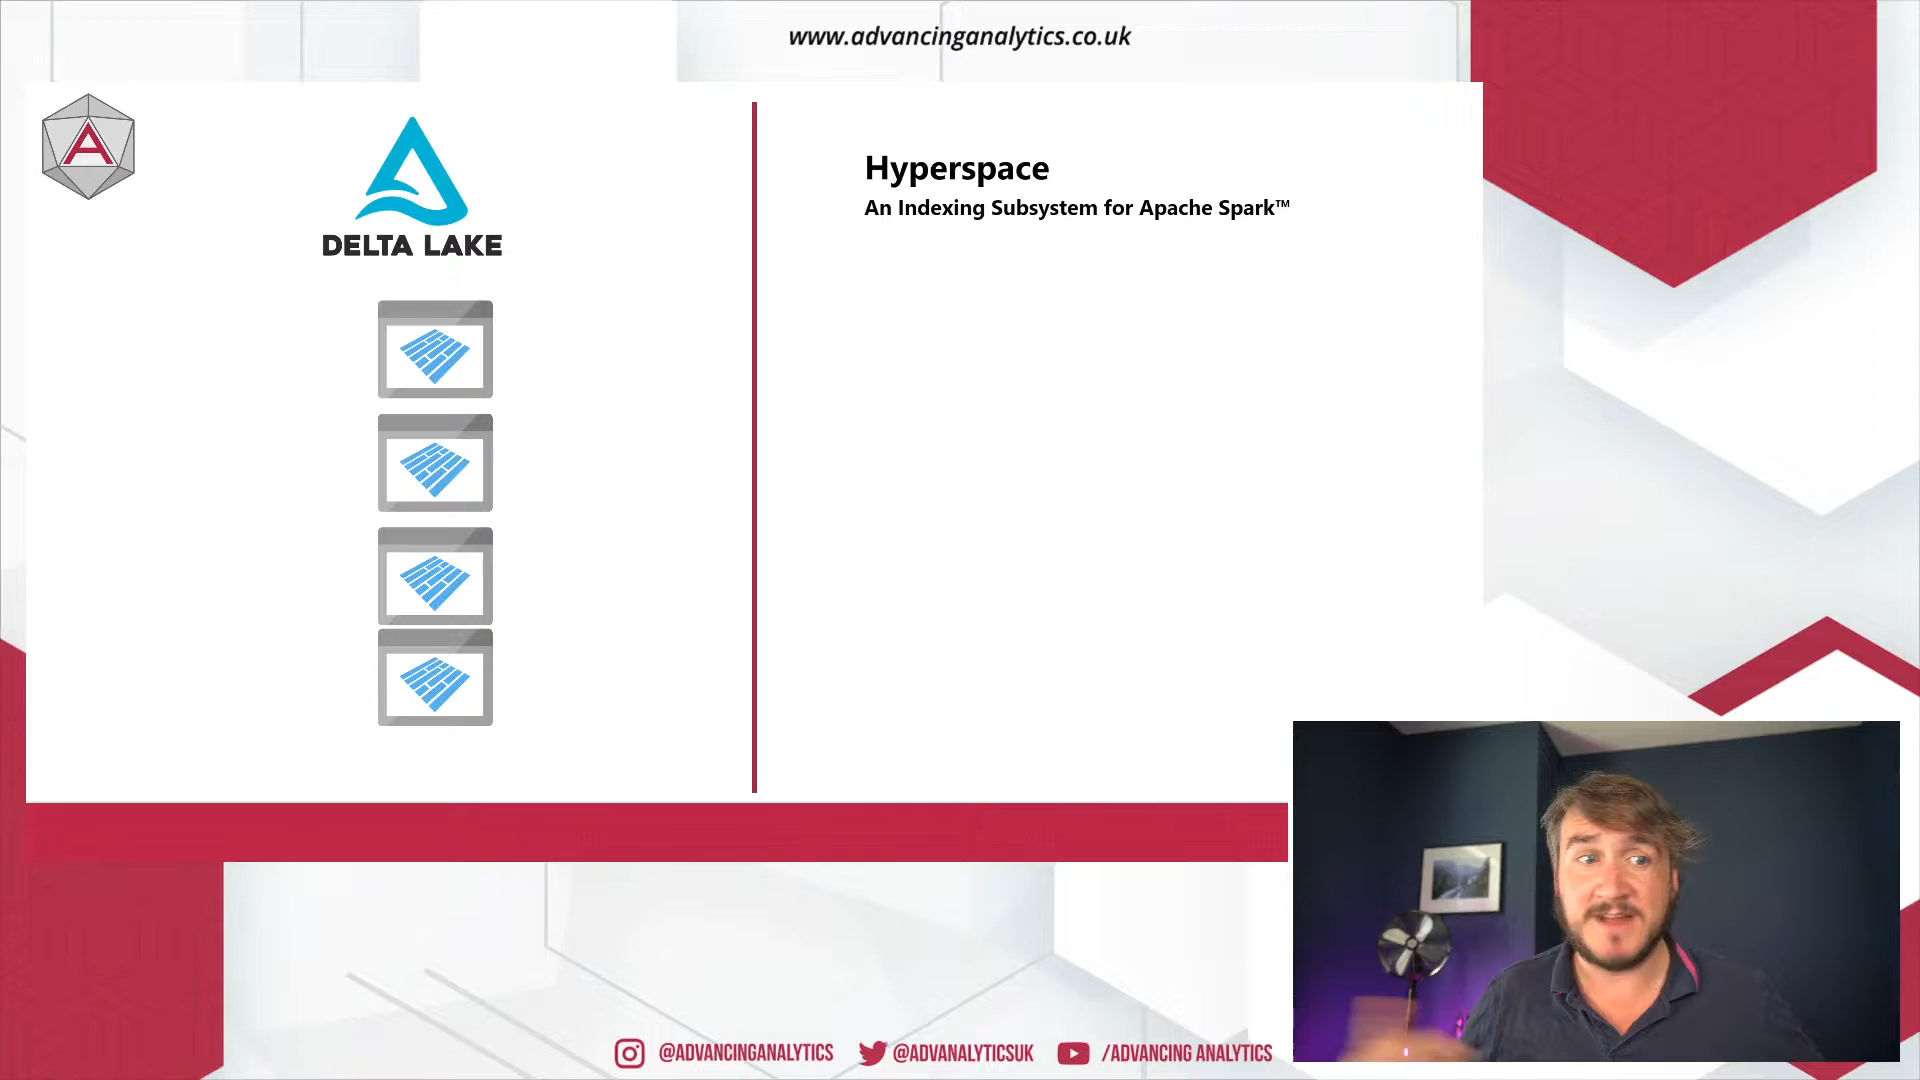 www.advancinganalytics.co.uk
A
DELTA LAKE
Hyperspace
An Indexing Subsystem for Apache Spark™
@ADVANCINGANALYTICS
@ADVANALYTICSUK
/ADVANCING ANALYTICS